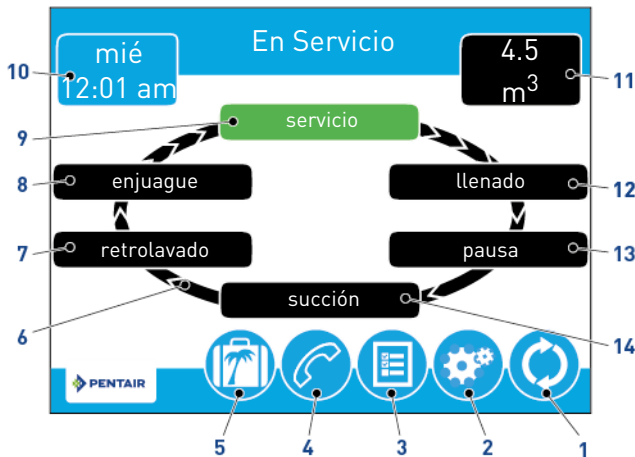 mié
12:01 am
En Servicio
4.5
m³
10
11
servicio
9
enjuague
llenado
8
12
retrolavado
pausa
7
13
succión
6
14
PENTAIR
5
4
3
2
1